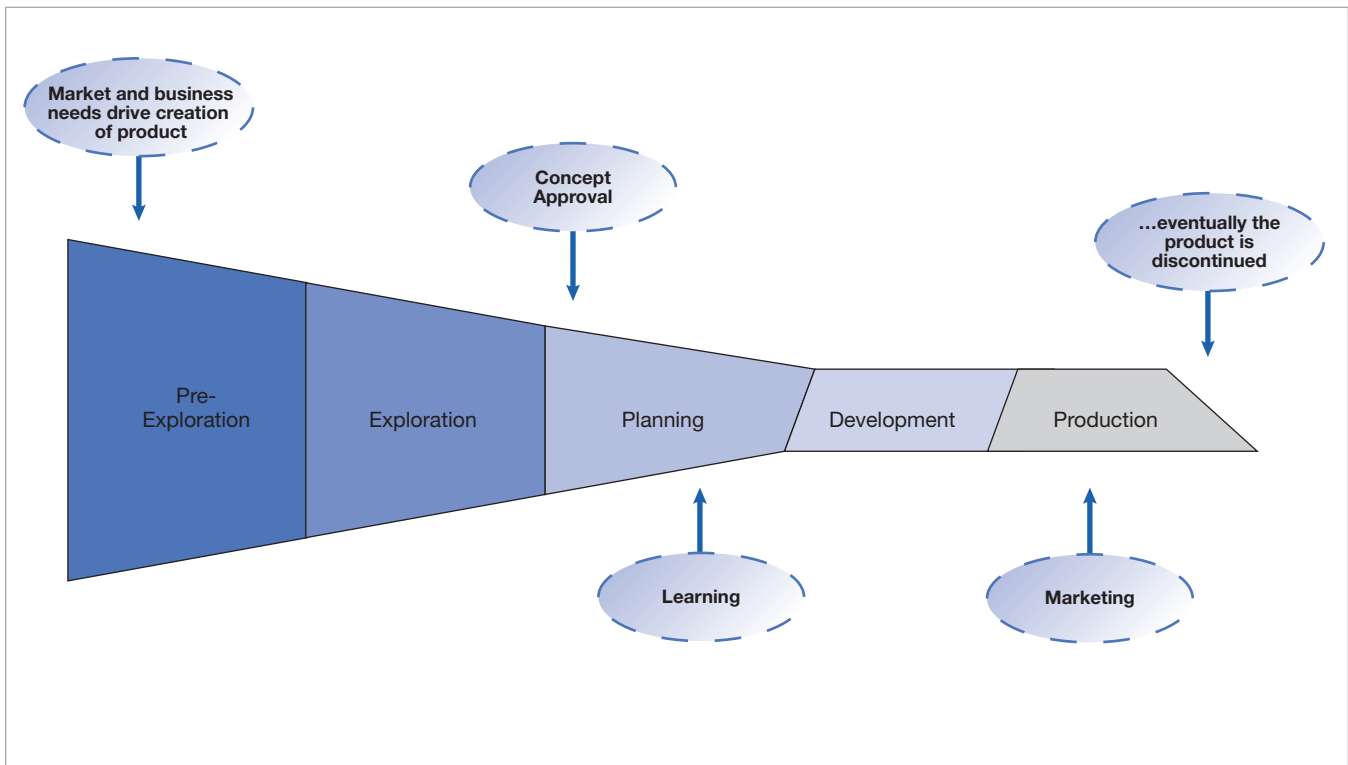 Market and business
needs drive creation
of product
Concept
Approval
…eventually the
product is
discontinued
Pre-
Exploration
Exploration
Planning
Development
Production
Learning
Marketing